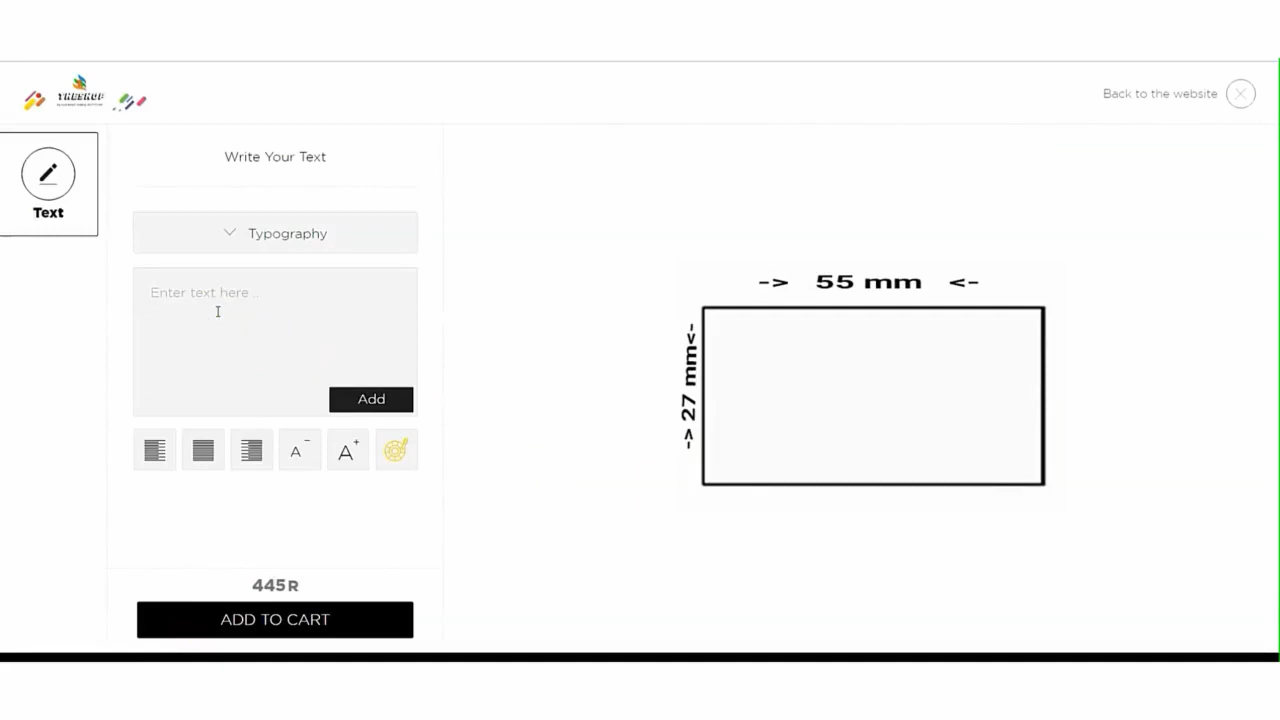 Back to the website
Text
Write Your Text
Typography
Enter text here ..
Add
A-
A+
445R
ADD TO CART
-> 55 mm <-
-> 27 mm<-